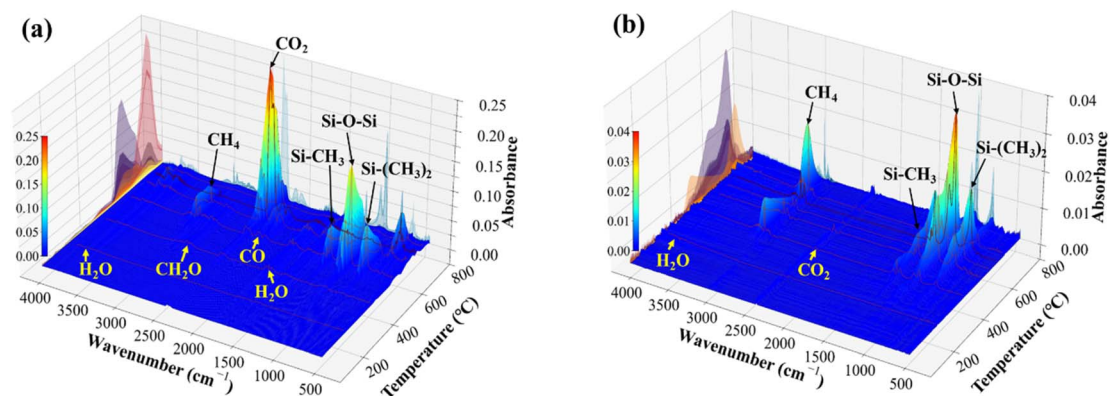 (a)
CO₂
0.25
0.20
0.15
0.10
0.05
0.00
Absorbance
0.25
0.20
0.15
0.10
0.05
0.00
CH₄
Si-O-Si
Si-CH₃
Si-(CH₃)₂
H₂O
CH₂O
CO
H₂O
4000
3500
3000
2500
2000
1500
1000
500
Wavenumber (cm⁻¹)
200
400
600
800
Temperature (℃)
(b)
0.04
0.03
0.02
0.01
0.00
Absorbance
0.04
0.03
0.02
0.01
0.00
CH₄
Si-O-Si
Si-CH₃
Si-(CH₃)₂
H₂O
CO₂
4000
3500
3000
2500
2000
1500
1000
500
Wavenumber (cm⁻¹)
200
400
600
800
Temperature (℃)